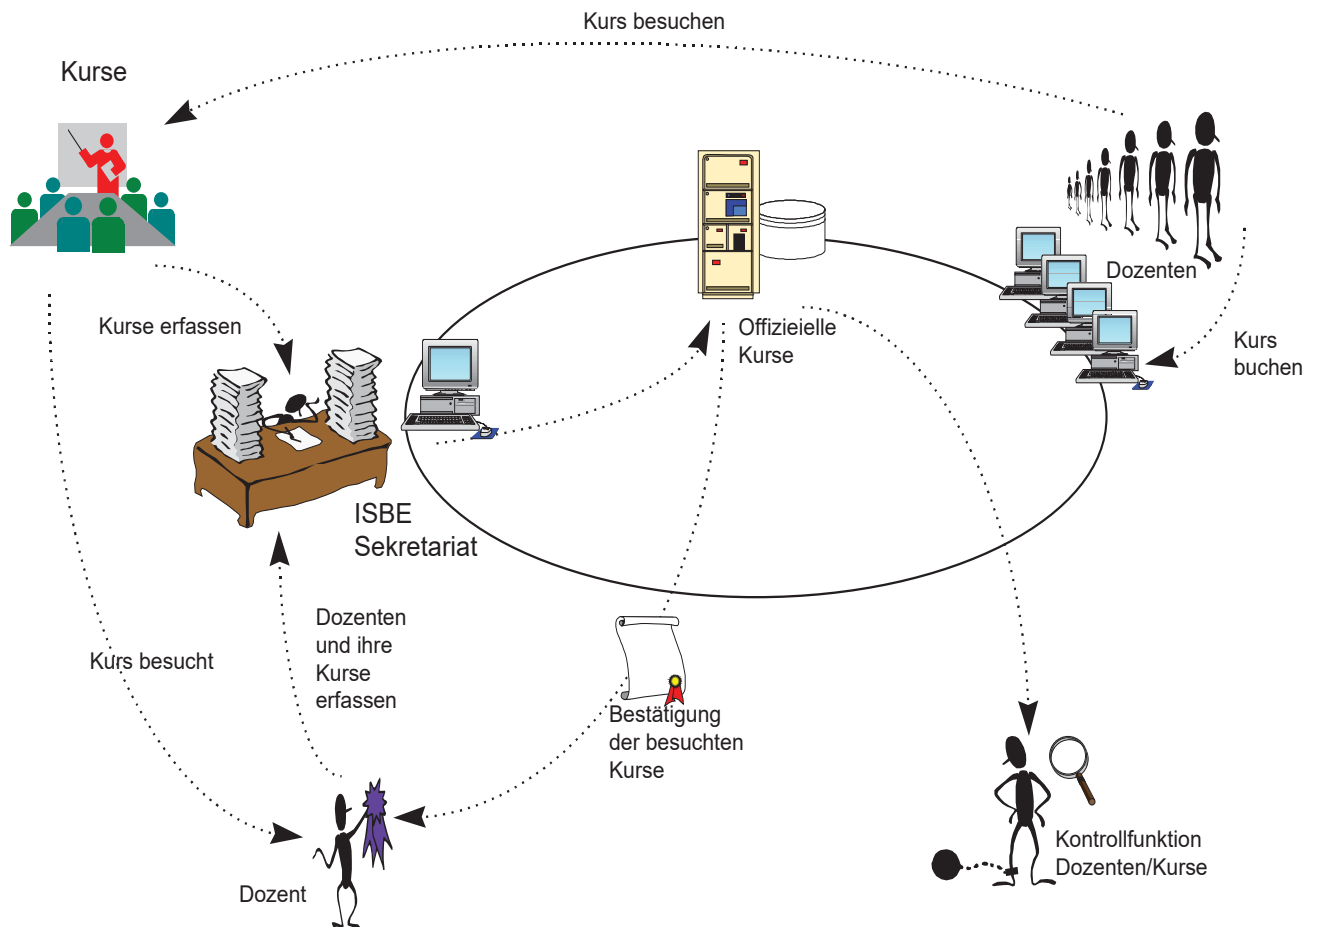 Kurs besuchen
Kurse
Dozenten
Kurse erfassen
Offizieielle
Kurse
Kurs
buchen
ISBE
Sekretariat
Dozenten
und ihre
Kurse
erfassen
Kurs besucht
Bestätigung
der besuchten
Kurse
Kontrollfunktion
Dozenten/Kurse
Dozent